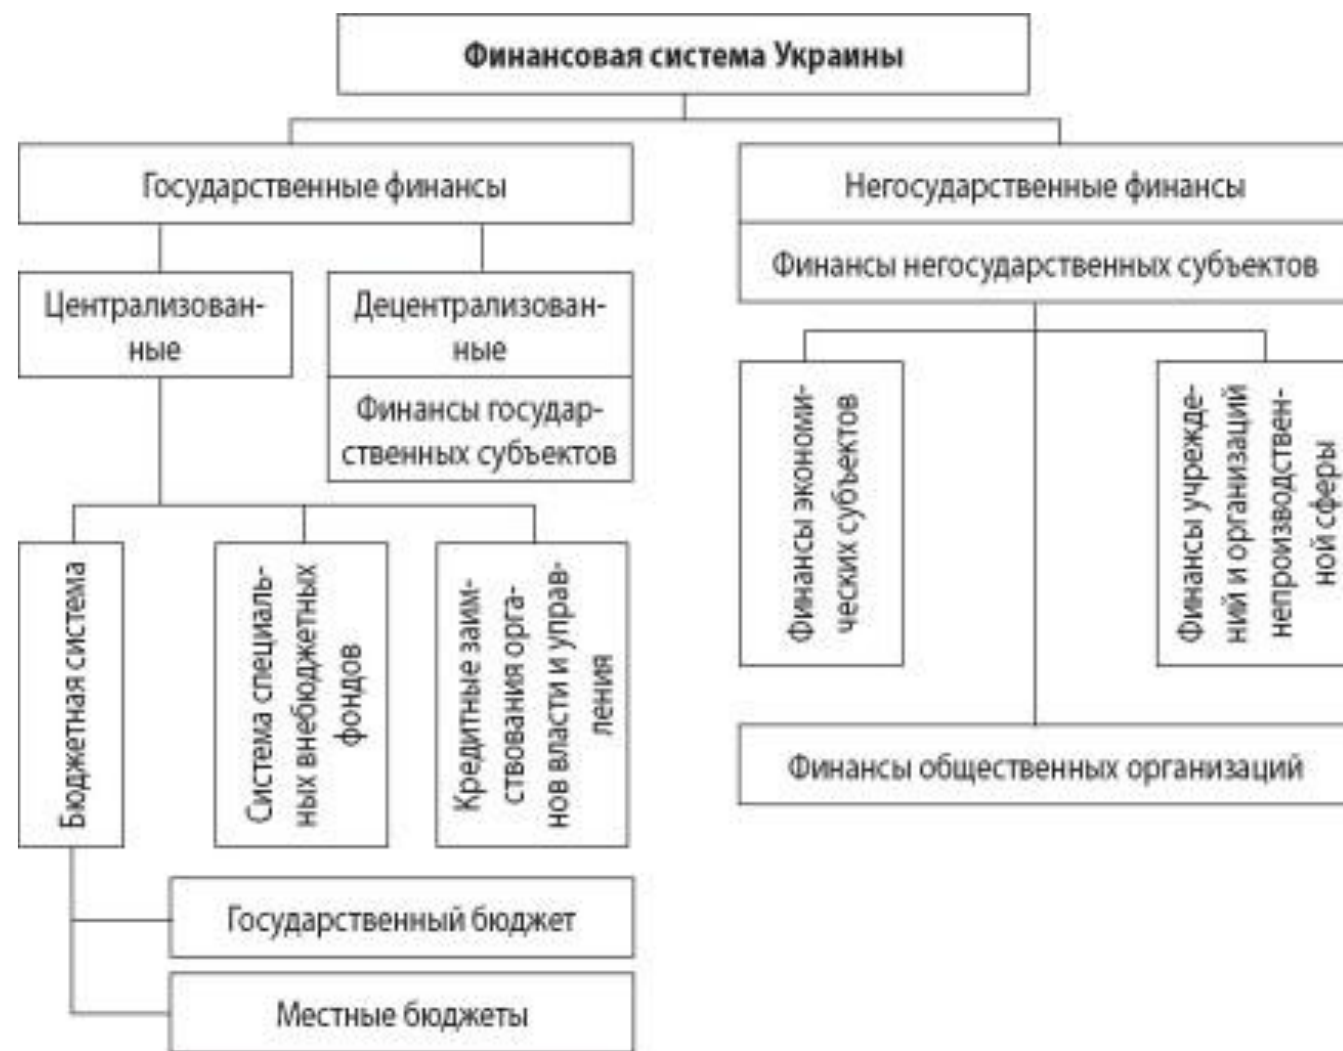 Финансовая система Украины
Государственные финансы
Негосударственные финансы
Финансы негосударственных субъектов
Централизован-
ные
Децентрализован-
ные
Финансы государ-
ственных субъектов
Финансы экономи-
ческих субъектов
Финансы учрежде-
ний и организаций
непроизводствен-
ной сферы
Бюджетная система
Система специаль-
ных внебюджетных
фондов
Кредитные заим-
ствования орга-
нов власти и управ-
ления
Финансы общественных организаций
Государственный бюджет
Местные бюджеты